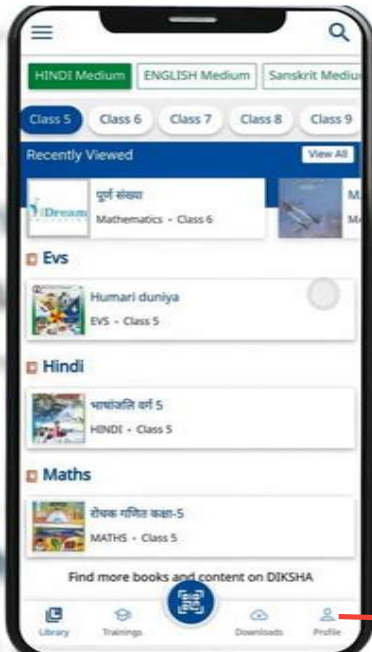 HINDI Medium ENGLISH Medium Sanskrit Mediu
Class 5 Class 6 Class 7 Class 8 Class 9
Recently Viewed View All
iDream
पूर्ण संख्या
Mathematics - Class 6
M
Evs
Humari duniya
EVS - Class 5
Hindi
भाषांजलि वर्ग 5
HINDI - Class 5
Maths
रोचक गणित कक्षा-5
MATHS - Class 5
Find more books and content on DIKSHA
Library Trainings Downloads Profile